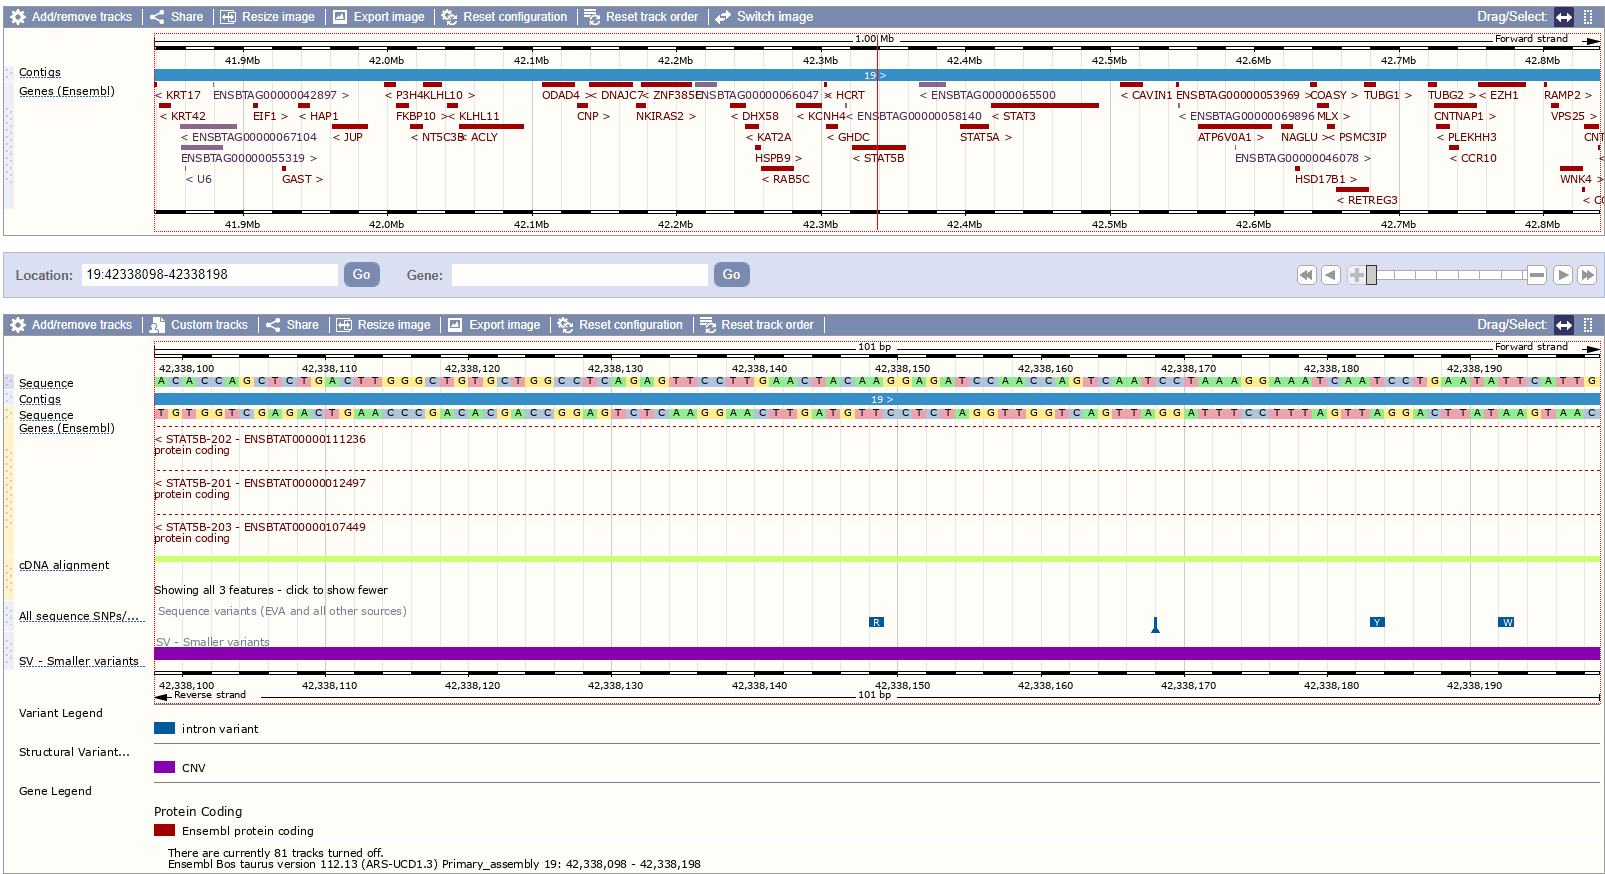 Add/remove tracks Share Resize image Export image Reset configuration Reset track order Switch image Drag/Select:
1.00 Mb Forward strand
41.9Mb 42.0Mb 42.1Mb 42.2Mb 42.3Mb 42.4Mb 42.5Mb 42.6Mb 42.7Mb 42.8Mb
Contigs 19 >
Genes (Ensembl)
< KRT17 ENSBTAG00000042897 > < P3H4 KLHL10 > ODAD4 < DNAJC7 < ZNF385C ENSBTAG00000066047 < HCRT < ENSBTAG00000065500 < CAVIN1 ENSBTAG00000053969 < COASY > TUBG1 > TUBG2 > < EZH1 RAMP2 >
< KRT42 EIF1 > < HAP1 FKBP10 > < KLHL11 CNP > NKIRAS2 > < DHX58 < KCNH4 < ENSBTAG00000058140 < STAT3 < ENSBTAG00000069896 MLX > CNTNAP1 > VPS25 >
< ENSBTAG00000067104 < JUP < NT5C3B < ACLY < KAT2A < GHDC STAT5A > ATP6V0A1 > NAGLU > < PSMC3IP < PLEKHH3 CNT
ENSBTAG00000055319 > HSPB9 > < STAT5B ENSBTAG00000046078 > < CCR10
< U6 GAST > < RAB5C HSD17B1 > WNK4 >
< RETREG3 < CC
41.9Mb 42.0Mb 42.1Mb 42.2Mb 42.3Mb 42.4Mb 42.5Mb 42.6Mb 42.7Mb 42.8Mb
Location: 19:42338098-42338198 Go Gene: Go
Add/remove tracks Custom tracks Share Resize image Export image Reset configuration Reset track order Drag/Select:
101 bp Forward strand
42,338,100 42,338,110 42,338,120 42,338,130 42,338,140 42,338,150 42,338,160 42,338,170 42,338,180 42,338,190
Sequence A C A C C A G C T C T G A C T T G G G C T G T G C T G G C C T C A G A G T T C C T T G A A C T A C A A G G A G A T C C A A C C A G T C A A T C C T A A A G G A A A T C A A T C C T G A A T A T T C A T T G
Contigs 19 >
Sequence T G T G G T C G A G A C T G A A C C C G A C A C G A C C G G A G T C T C A A G G A A C T T G A T G T T C C T C T A G G T T G G T C A G T T A G G A T T T C C T T T A G T T A G G A C T T A T A A G T A A C
Genes (Ensembl)
< STAT5B-202 - ENSBTAT00000111236
protein coding
< STAT5B-201 - ENSBTAT00000012497
protein coding
< STAT5B-203 - ENSBTAT00000107449
protein coding
cDNA alignment
Showing all 3 features - click to show fewer
Sequence variants (EVA and all other sources)
All sequence SNPs/... R Y W
SV - Smaller variants
SV - Smaller variants
42,338,100 42,338,110 42,338,120 42,338,130 42,338,140 42,338,150 42,338,160 42,338,170 42,338,180 42,338,190
Reverse strand 101 bp
Variant Legend
intron variant
Structural Variant...
CNV
Gene Legend
Protein Coding
Ensembl protein coding
There are currently 81 tracks turned off.
Ensembl Bos taurus version 112.13 (ARS-UCD1.3) Primary_assembly 19: 42,338,098 - 42,338,198